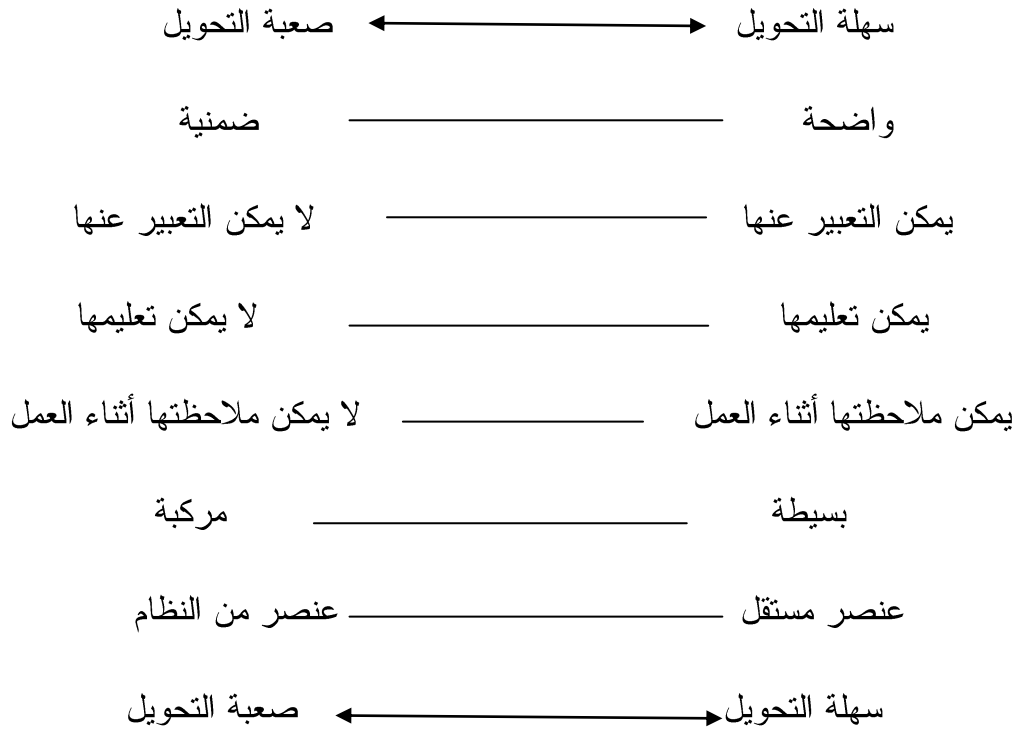 سهلة التحويل صعبة التحويل
واضحة ضمنية
يمكن التعبير عنها لا يمكن التعبير عنها
يمكن تعليمها لا يمكن تعليمها
يمكن ملاحظتها أثناء العمل لا يمكن ملاحظتها أثناء العمل
بسيطة مركبة
عنصر مستقل عنصر من النظام
سهلة التحويل صعبة التحويل